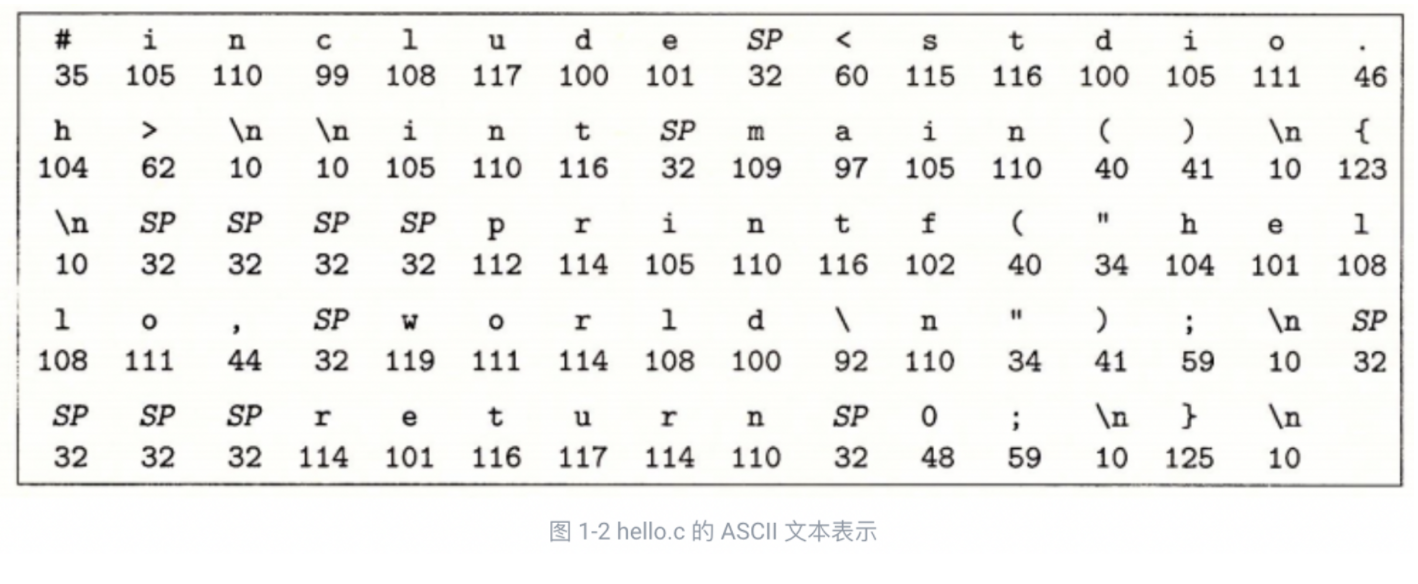 # i n c l u d e SP < s t d i o .
35 105 110 99 108 117 100 101 32 60 115 116 100 105 111 46
h > \n \n i n t SP m a i n ( ) \n {
104 62 10 10 105 110 116 32 109 97 105 110 40 41 10 123
\n SP SP SP SP p r i n t f ( " h e l
10 32 32 32 32 112 114 105 110 116 102 40 34 104 101 108
l o , SP w o r l d \ n " ) ; \n SP
108 111 44 32 119 111 114 108 100 92 110 34 41 59 10 32
SP SP SP r e t u r n SP 0 ; \n } \n
32 32 32 114 101 116 117 114 110 32 48 59 10 125 10
图 1-2 hello.c 的 ASCII 文本表示